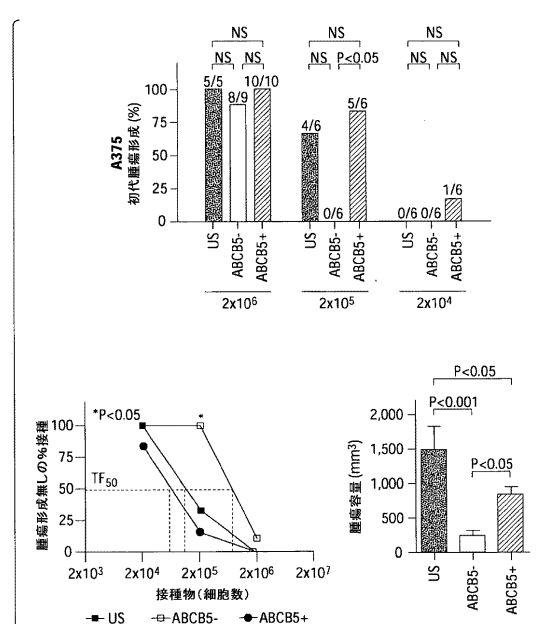 NS NS NS
NS NS NS P<0.05 NS NS
5/5 8/9 10/10 4/6 0/6 5/6 0/6 0/6 1/6
A375
初代腫瘍形成(%)
100
75
50
25
0
US ABCB5- ABCB5+ US ABCB5- ABCB5+ US ABCB5- ABCB5+
2x10⁶ 2x10⁵ 2x10⁴
腫瘍形成無しの%接種
*P<0.05
*
100
75
TF50
50
25
0
2x10³ 2x10⁴ 2x10⁵ 2x10⁶ 2x10⁷
接種物(細胞数)
US ABCB5- ABCB5+
P<0.05
P<0.001
P<0.05
腫瘍容量(mm³)
2,000
1,500
1,000
500
0
US ABCB5- ABCB5+